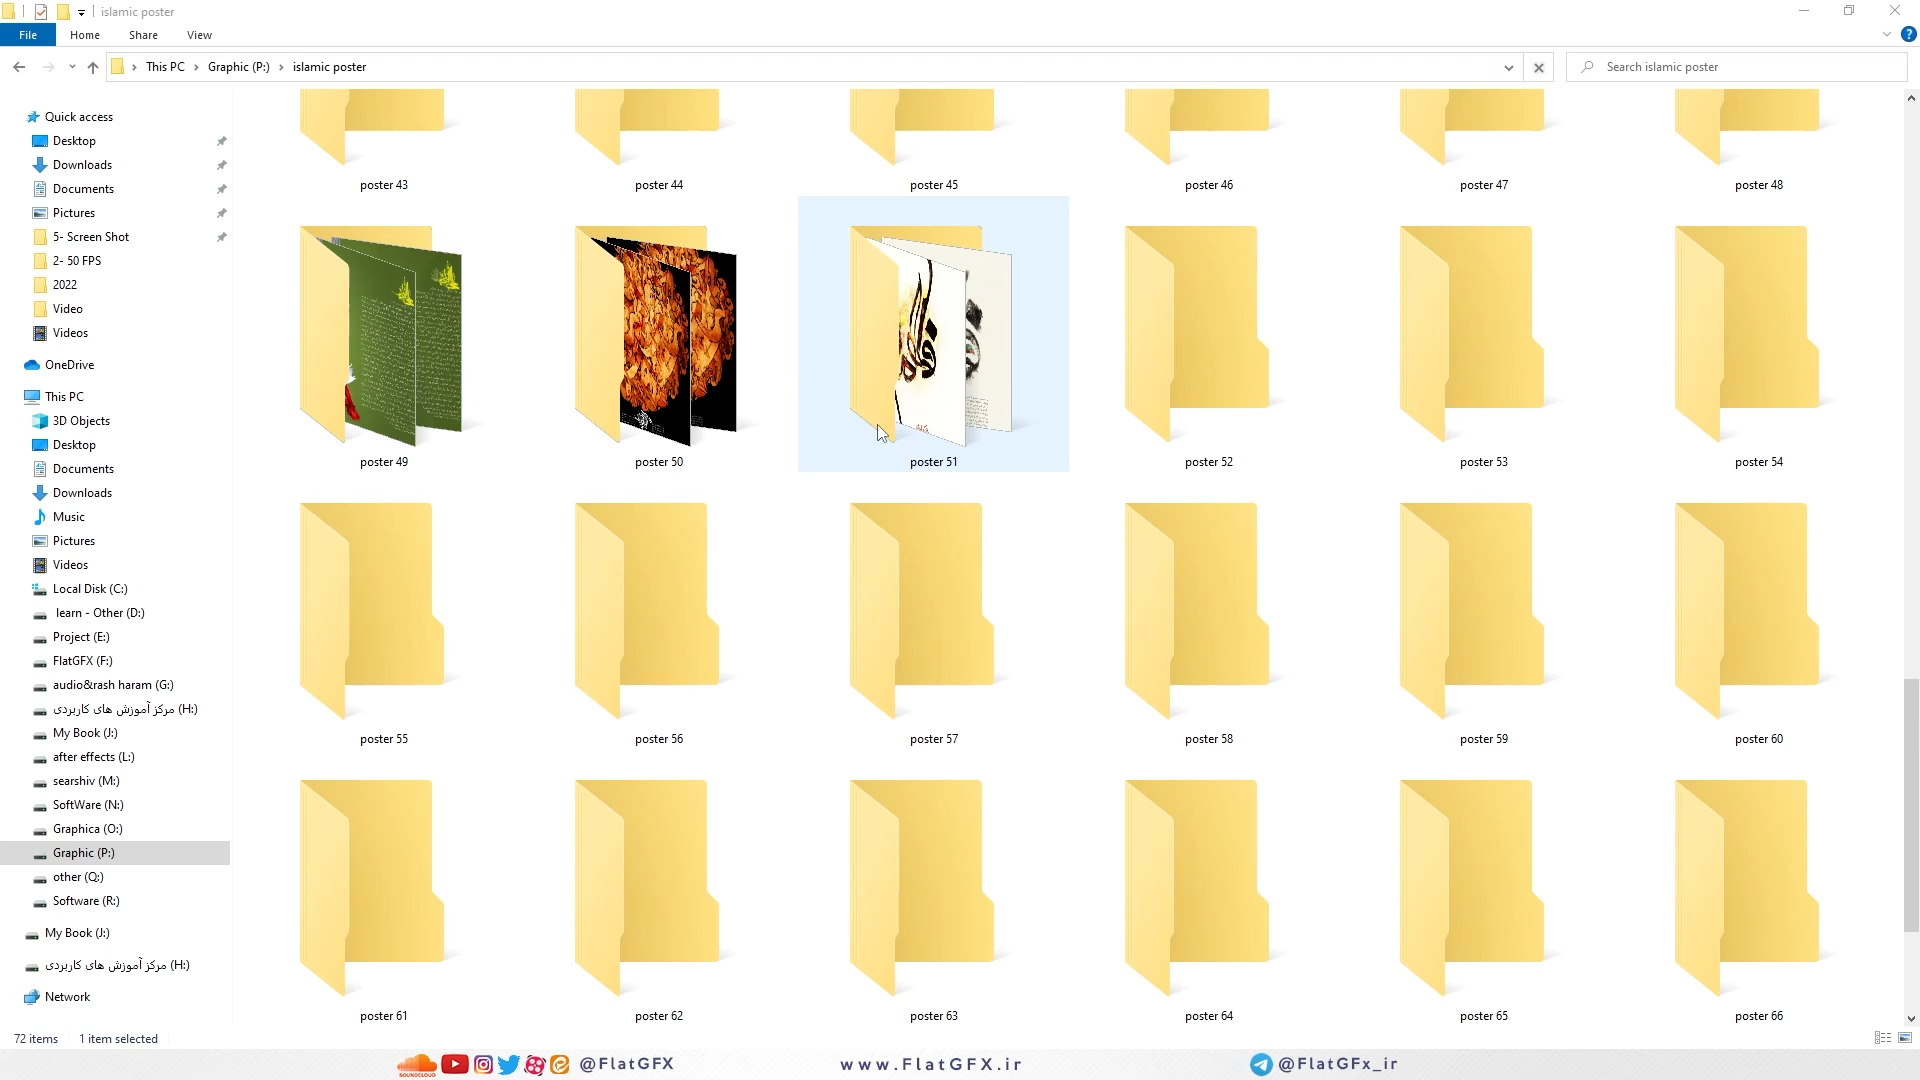 islamic poster
File Home Share View
This PC Graphic (P:) islamic poster
Search islamic poster
Quick access
Desktop
Downloads
Documents
Pictures
5- Screen Shot
2- 50 FPS
2022
Video
Videos
OneDrive
This PC
3D Objects
Desktop
Documents
Downloads
Music
Pictures
Videos
Local Disk (C:)
learn - Other (D:)
Project (E:)
FlatGFX (F:)
audio&rash haram (G:)
مرکز آموزش های کاربردی (H:)
My Book (J:)
after effects (L:)
searshiv (M:)
SoftWare (N:)
Graphica (O:)
Graphic (P:)
other (Q:)
Software (R:)
My Book (J:)
مرکز آموزش های کاربردی (H:)
Network
poster 43 poster 44 poster 45 poster 46 poster 47 poster 48
poster 49 poster 50 poster 51 poster 52 poster 53 poster 54
poster 55 poster 56 poster 57 poster 58 poster 59 poster 60
poster 61 poster 62 poster 63 poster 64 poster 65 poster 66
72 items 1 item selected
SOUNDCLOUD @FlatGFX www.FlatGFX.ir @FlatGFx_ir